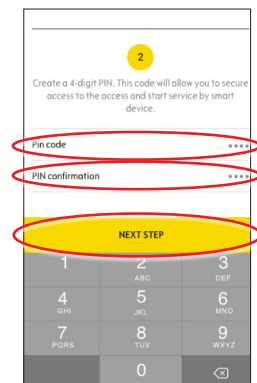 2
Create a 4-digit PIN. This code will allow you to secure
access to the access and start service by smart
device.
Pin code ••••
PIN confirmation ••••
NEXT STEP
1 2 3
ABC DEF
4 5 6
GHI JKL MNO
7 8 9
PQRS TUV WXYZ
0